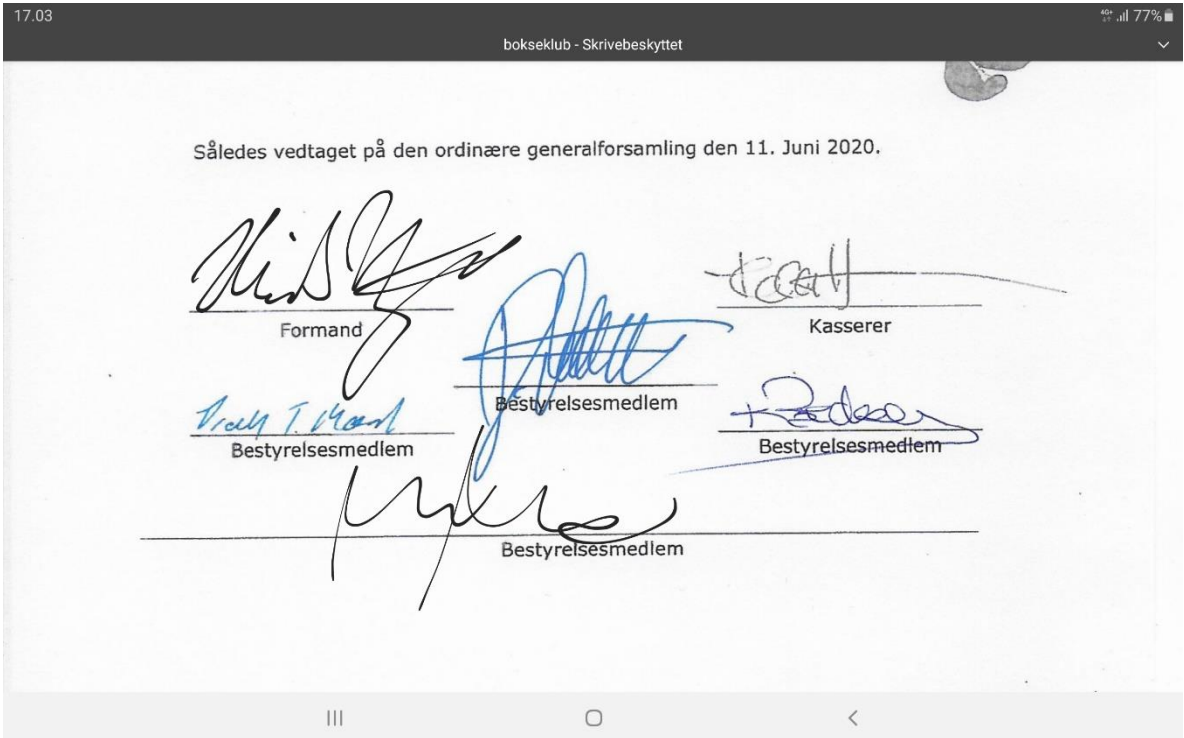 17.03
4G+ 77%
bokseklub - Skrivebeskyttet
Således vedtaget på den ordinære generalforsamling den 11. Juni 2020.
Formand
Kasserer
Bestyrelsesmedlem
T.
Bestyrelsesmedlem
Bestyrelsesmedlem
Bestyrelsesmedlem